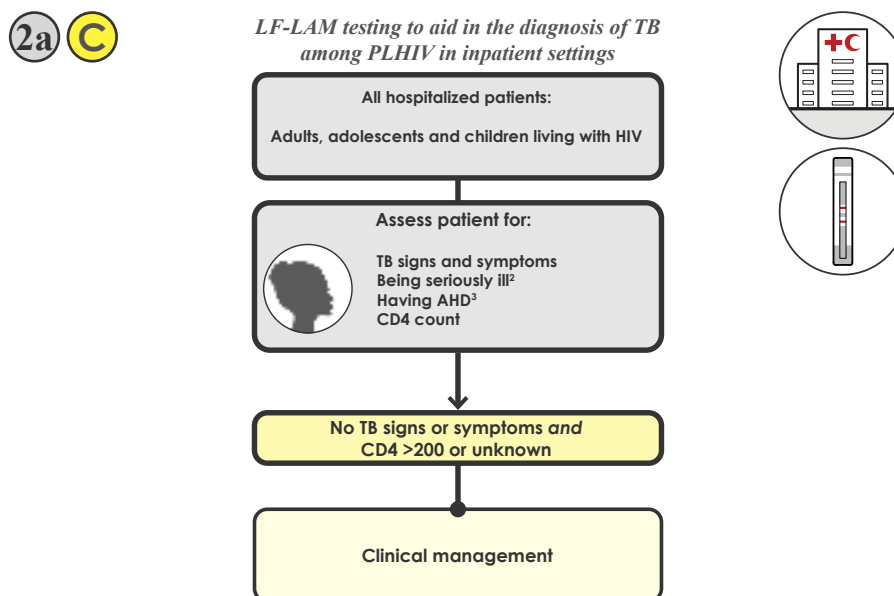 2a C
LF-LAM testing to aid in the diagnosis of TB
among PLHIV in inpatient settings
All hospitalized patients:
Adults, adolescents and children living with HIV
Assess patient for:
TB signs and symptoms
Being seriously ill²
Having AHD³
CD4 count
No TB signs or symptoms and
CD4 >200 or unknown
Clinical management